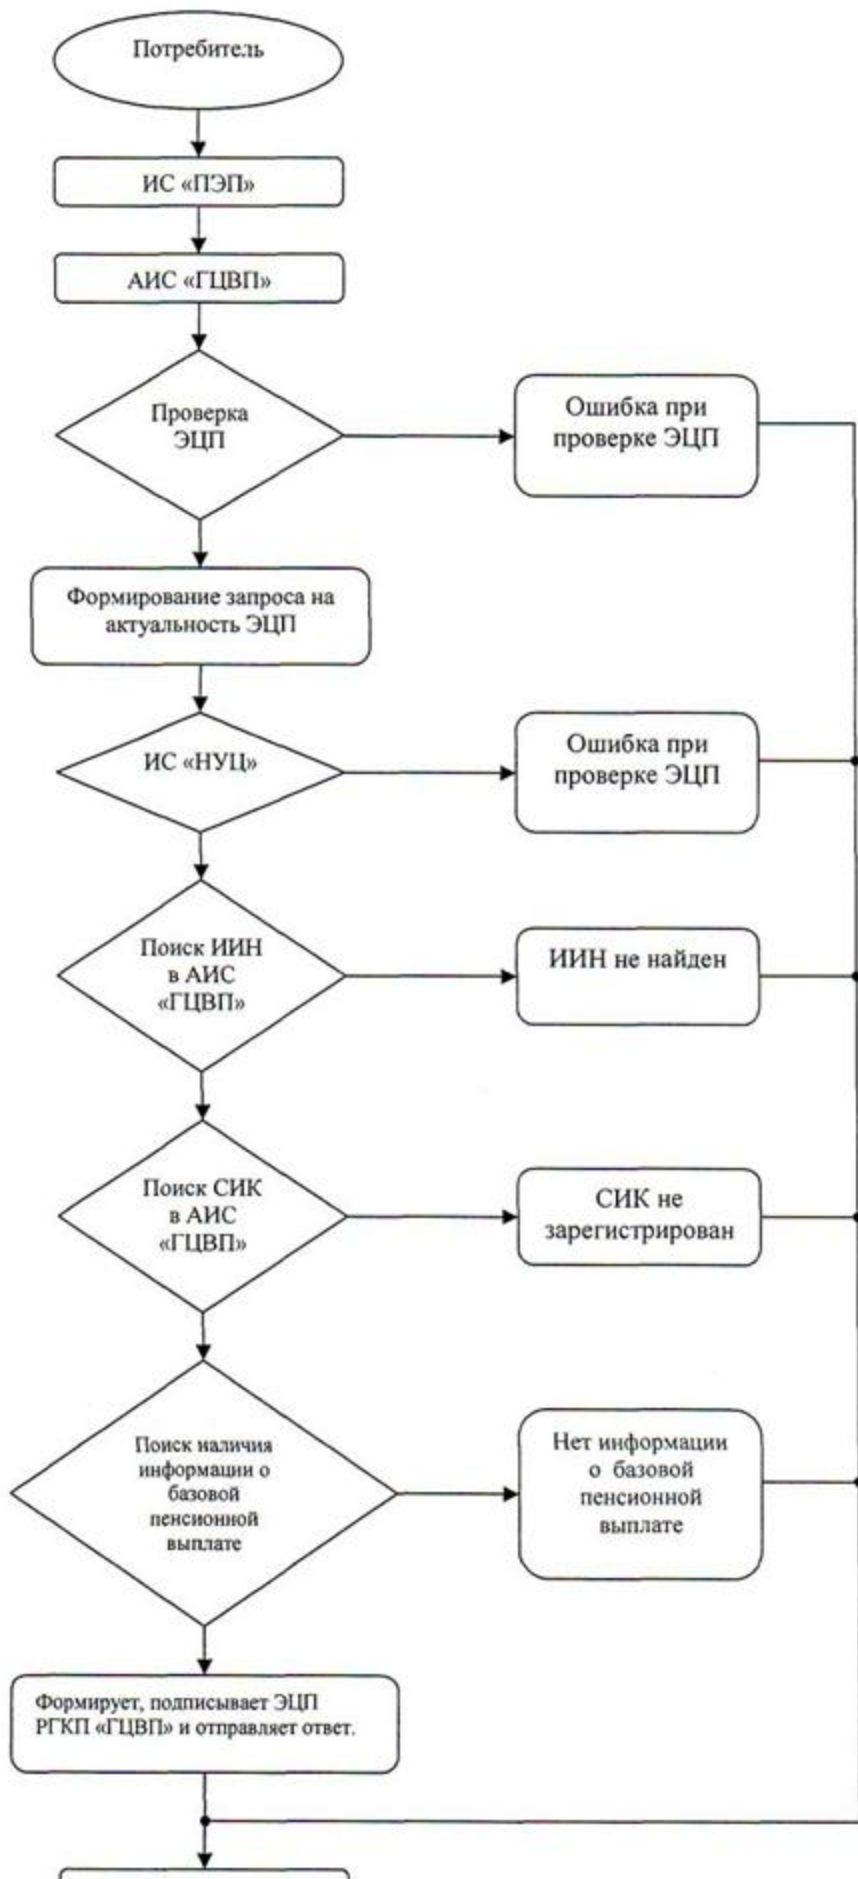 Потребитель
ИС «ПЭП»
АИС «ГЦВП»
Проверка
ЭЦП
Ошибка при
проверке ЭЦП
Формирование запроса на
актуальность ЭЦП
ИС «НУЦ»
Ошибка при
проверке ЭЦП
Поиск ИИН
в АИС
«ГЦВП»
ИИН не найден
Поиск СИК
в АИС
«ГЦВП»
СИК не
зарегистрирован
Поиск наличия
информации о
базовой
пенсионной
выплате
Нет информации
о базовой
пенсионной
выплате
Формирует, подписывает ЭЦП
РГКП «ГЦВП» и отправляет ответ.